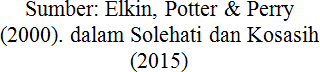 Sumber: Elkin, Potter & Perry
(2000). dalam Solehati dan Kosasih
(2015)